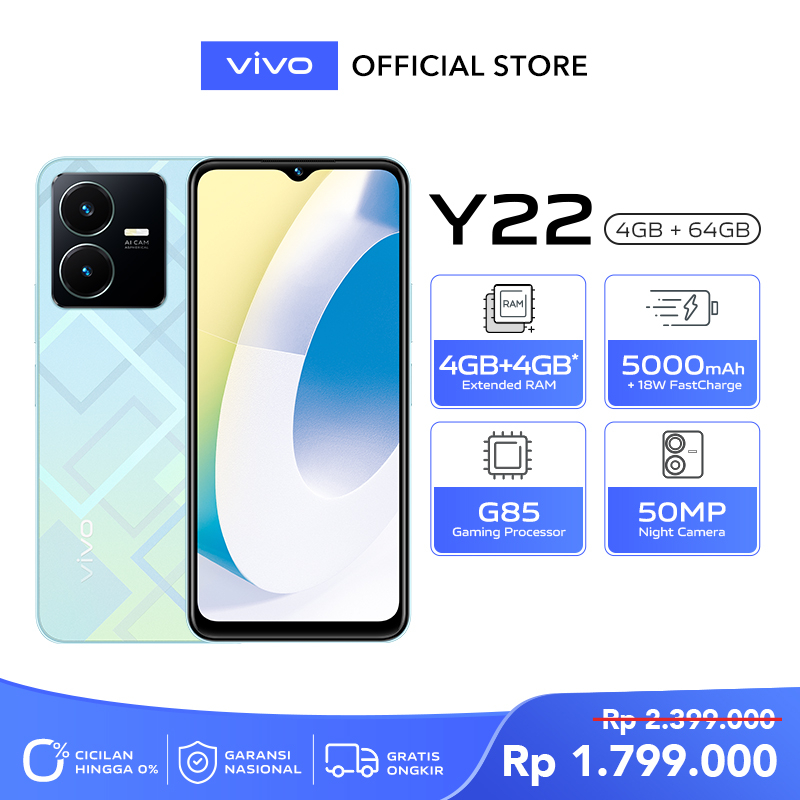 vivo OFFICIAL STORE
AI CAM
ASPHERICAL
vivo
Y22 4GB + 64GB
RAM
4GB+4GB*
Extended RAM
5000mAh
+ 18W FastCharge
G85
Gaming Processor
50MP
Night Camera
0% CICILAN
HINGGA 0%
GARANSI
NASIONAL
GRATIS
ONGKIR
Rp 2.399.000
Rp 1.799.000